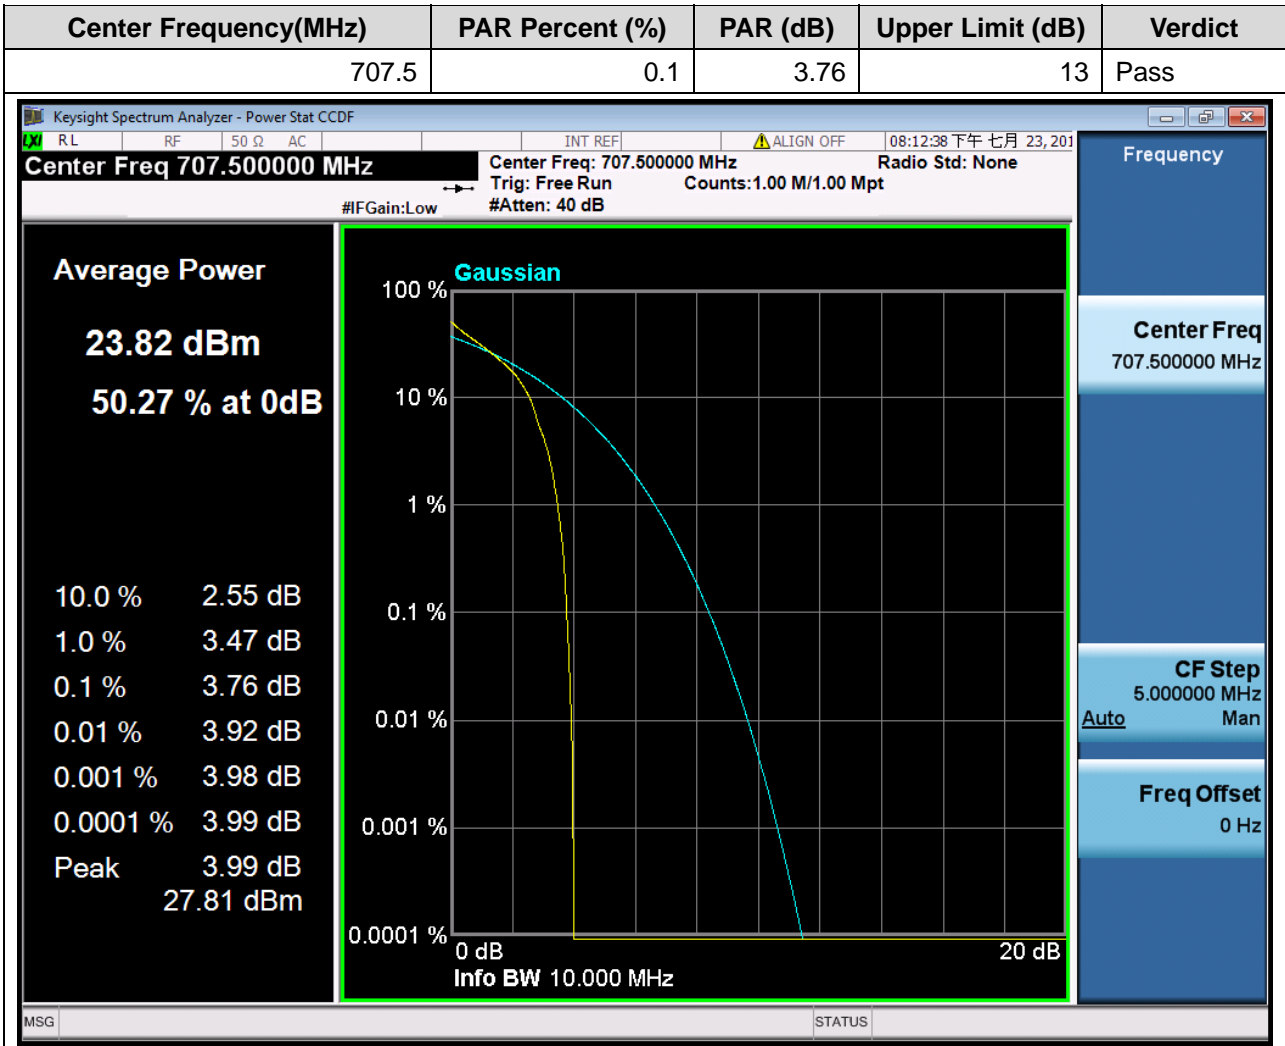 Center Frequency(MHz) PAR Percent (%) PAR (dB) Upper Limit (dB) Verdict
707.5 0.1 3.76 13 Pass
Keysight Spectrum Analyzer - Power Stat CCDF
LXI RL RF 50 Ω AC INT REF ALIGN OFF 08:12:38 下午 七月 23, 201
Center Freq 707.500000 MHz
Center Freq: 707.500000 MHz Radio Std: None
Trig: Free Run Counts:1.00 M/1.00 Mpt
#IFGain:Low #Atten: 40 dB
Average Power
23.82 dBm
50.27 % at 0dB
10.0 % 2.55 dB
1.0 % 3.47 dB
0.1 % 3.76 dB
0.01 % 3.92 dB
0.001 % 3.98 dB
0.0001 % 3.99 dB
Peak 3.99 dB
27.81 dBm
Gaussian
100 %
10 %
1 %
0.1 %
0.01 %
0.001 %
0.0001 %
0 dB 20 dB
Info BW 10.000 MHz
Frequency
Center Freq
707.500000 MHz
CF Step
5.000000 MHz
Auto Man
Freq Offset
0 Hz
MSG STATUS